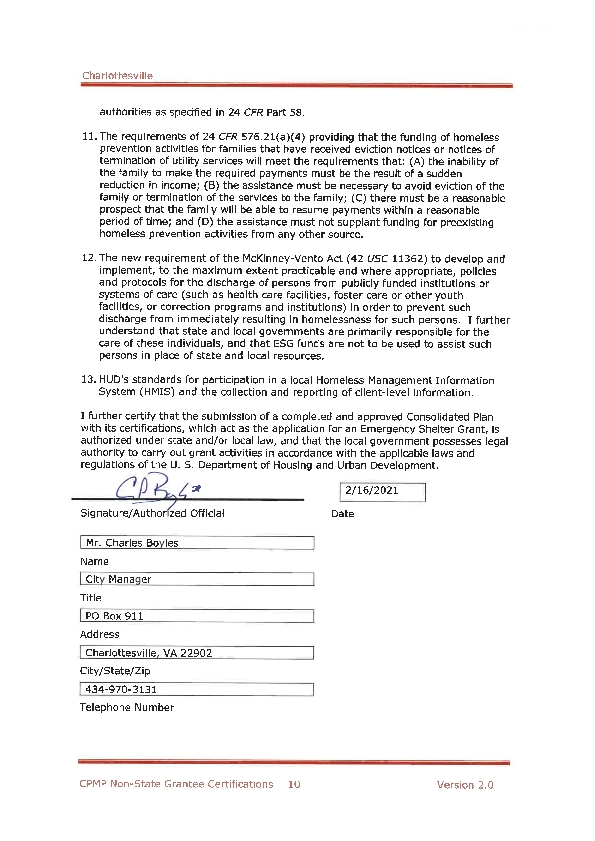 Charlottesville
authorities as specified in 24 CFR Part 58.
11. The requirements of 24 CFR 576.21(a)(4) providing that the funding of homeless
prevention activities for families that have received eviction notices or notices of
termination of utility services will meet the requirements that: (A) the inability of
the family to make the required payments must be the result of a sudden
reduction in income; (B) the assistance must be necessary to avoid eviction of the
family or termination of the services to the family; (C) there must be a reasonable
prospect that the family will be able to resume payments within a reasonable
period of time; and (D) the assistance must not supplant funding for preexisting
homeless prevention activities from any other source.
12. The new requirement of the McKinney-Vento Act (42 USC 11362) to develop and
implement, to the maximum extent practicable and where appropriate, policies
and protocols for the discharge of persons from publicly funded institutions or
systems of care (such as health care facilities, foster care or other youth
facilities, or correction programs and institutions) in order to prevent such
discharge from immediately resulting in homelessness for such persons. I further
understand that state and local governments are primarily responsible for the
care of these individuals, and that ESG funds are not to be used to assist such
persons in place of state and local resources.
13. HUD's standards for participation in a local Homeless Management Information
System (HMIS) and the collection and reporting of client-level information.
I further certify that the submission of a completed and approved Consolidated Plan
with its certifications, which act as the application for an Emergency Shelter Grant, is
authorized under state and/or local law, and that the local government possesses legal
authority to carry out grant activities in accordance with the applicable laws and
regulations of the U. S. Department of Housing and Urban Development.
2/16/2021
Signature/Authorized Official Date
Mr. Charles Boyles
Name
City Manager
Title
PO Box 911
Address
Charlottesville, VA 22902
City/State/Zip
434-970-3131
Telephone Number
CPMP Non-State Grantee Certifications 10 Version 2.0